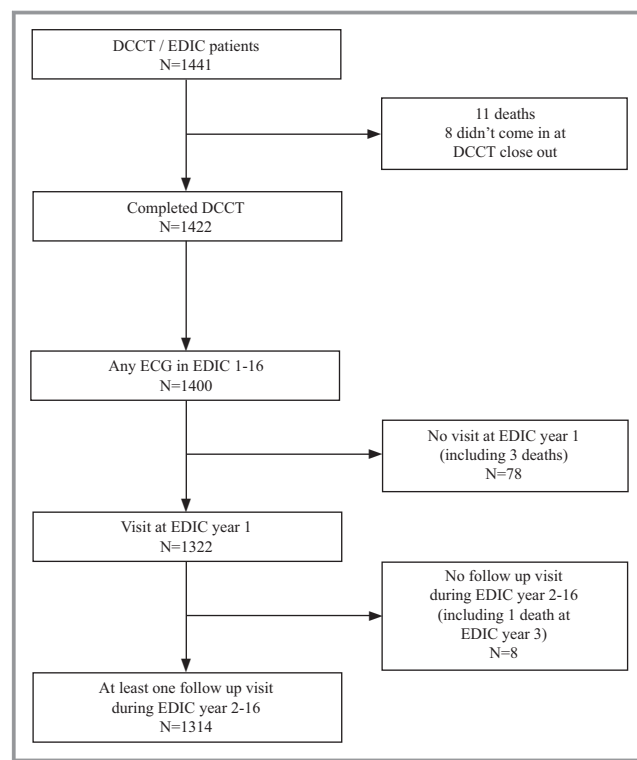 DCCT / EDIC patients
N=1441
11 deaths
8 didn't come in at
DCCT close out
Completed DCCT
N=1422
Any ECG in EDIC 1-16
N=1400
No visit at EDIC year 1
(including 3 deaths)
N=78
Visit at EDIC year 1
N=1322
No follow up visit
during EDIC year 2-16
(including 1 death at
EDIC year 3)
N=8
At least one follow up visit
during EDIC year 2-16
N=1314